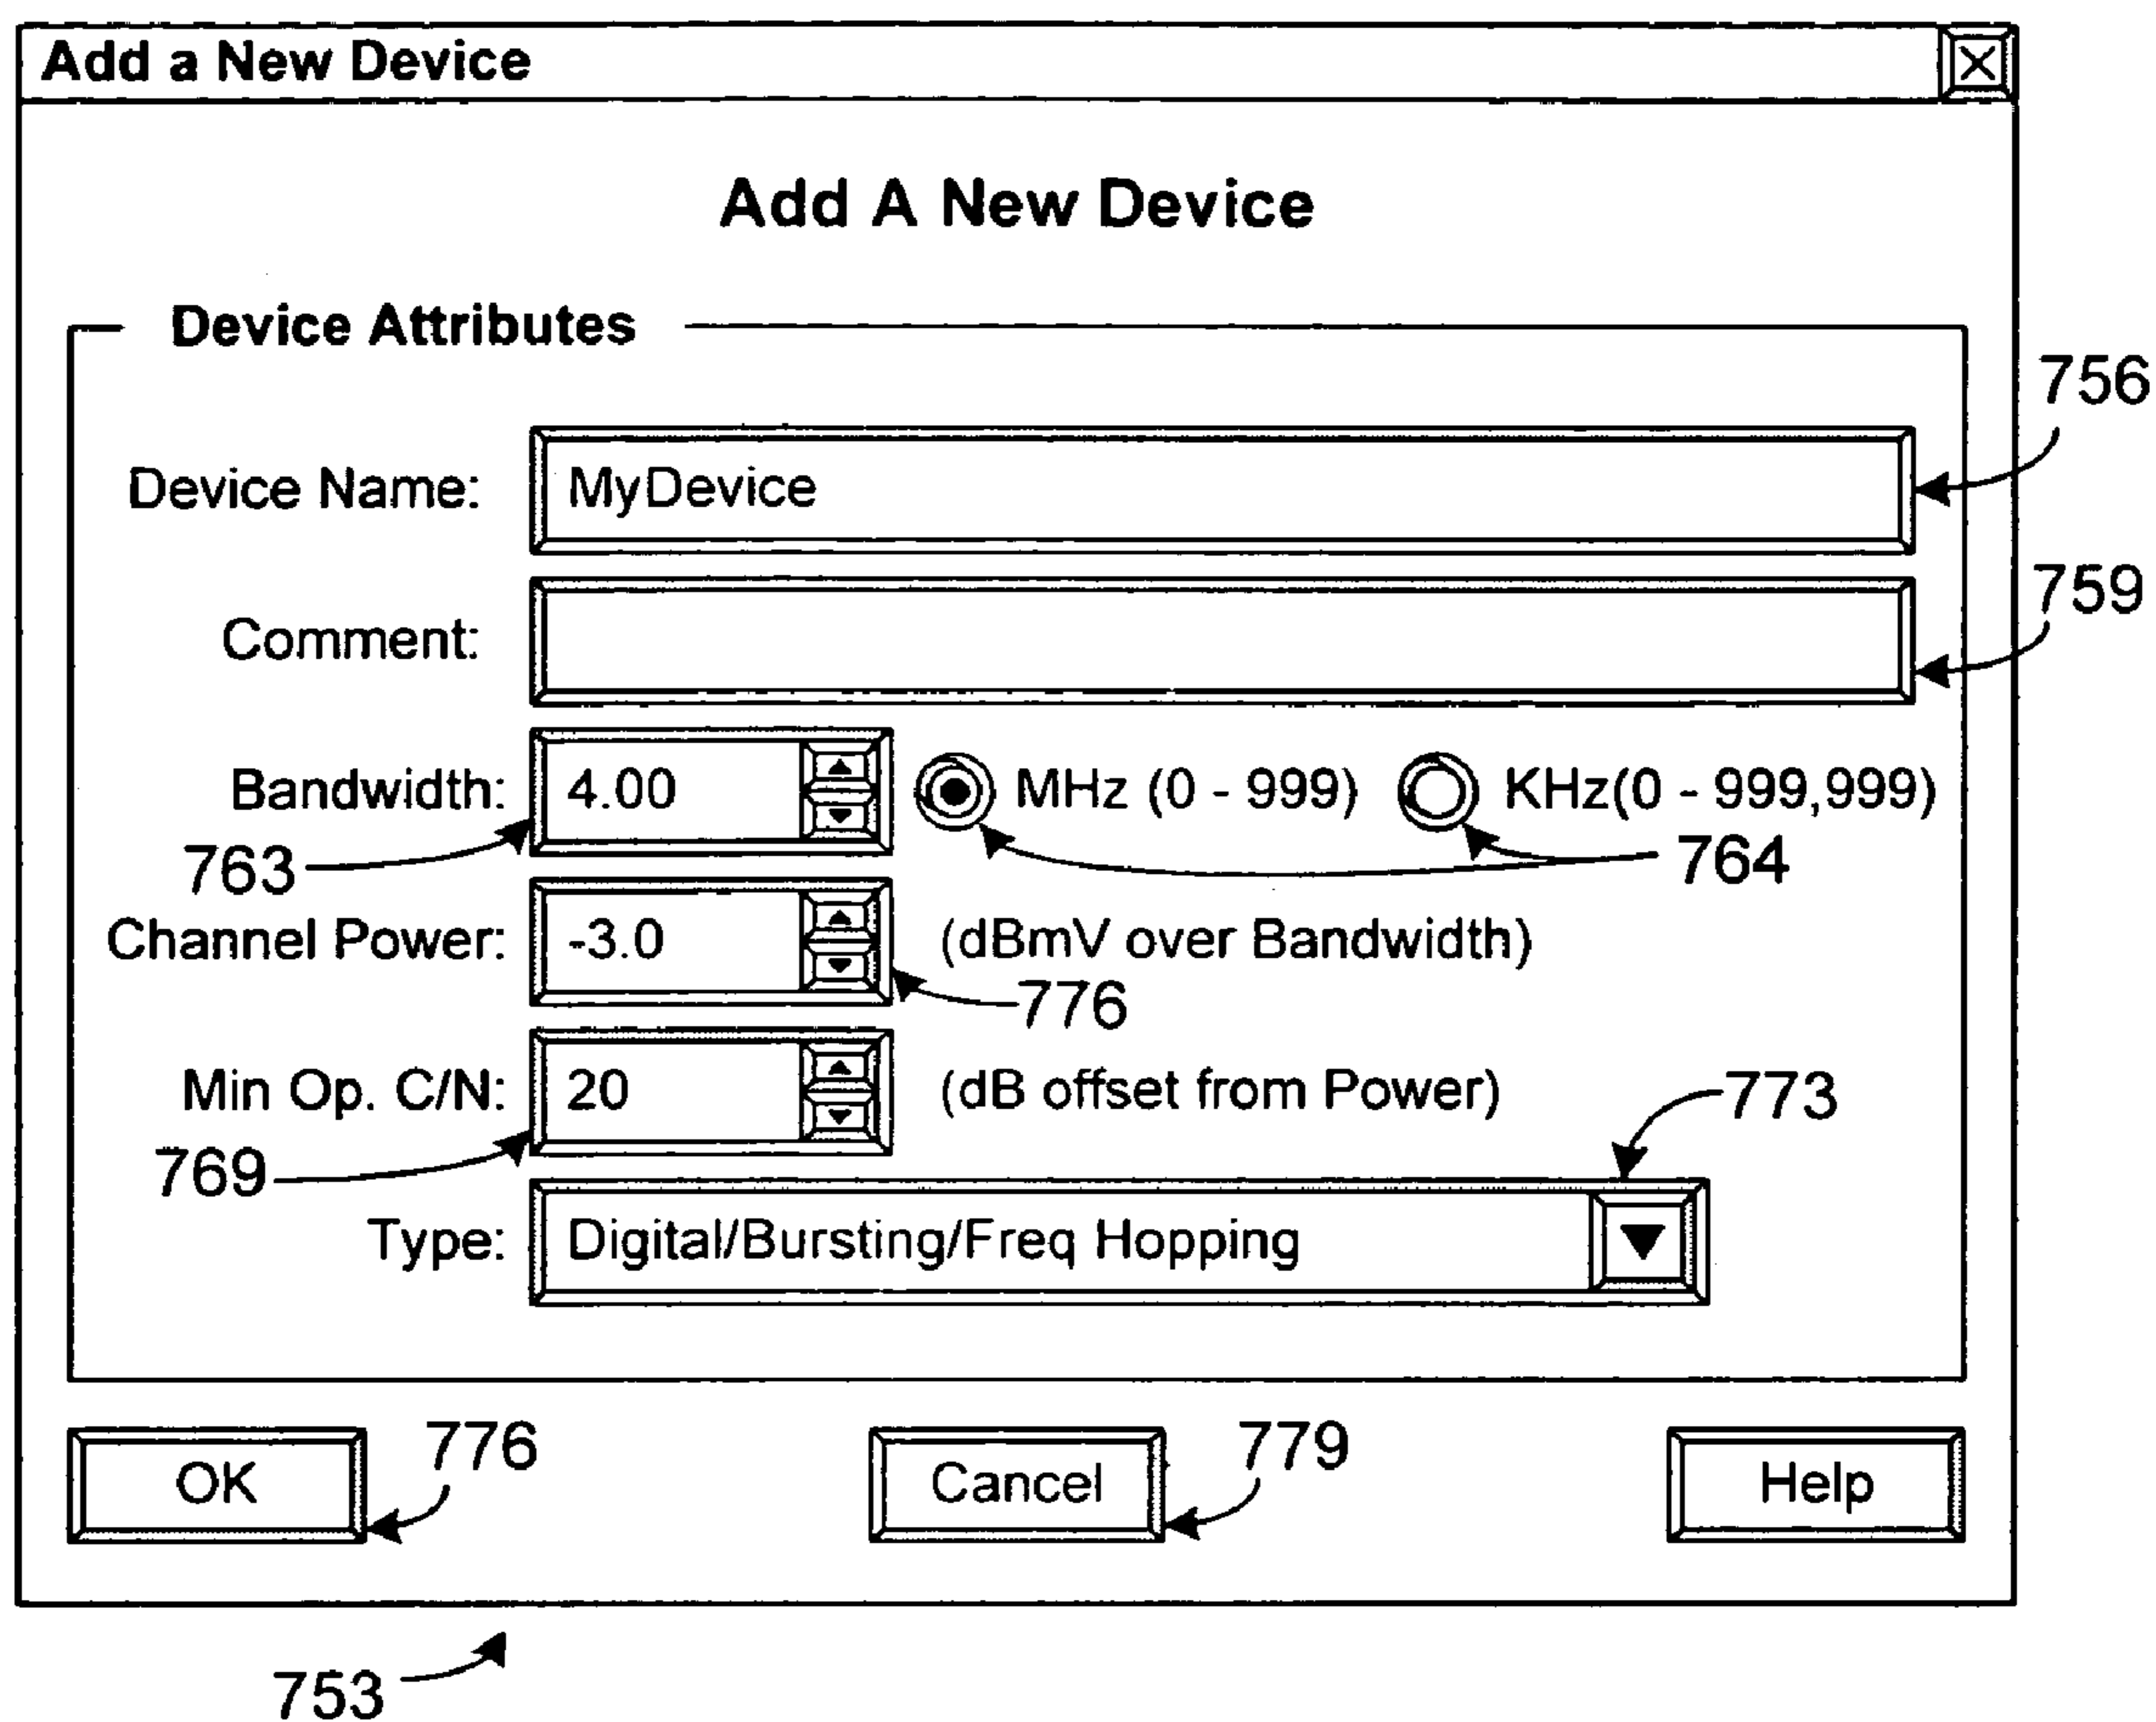 Add a New Device
Add A New Device
Device Attributes
756
Device Name: MyDevice
759
Comment:
Bandwidth: 4.00 MHz (0 - 999) KHz(0 - 999,999)
763 764
Channel Power: -3.0 (dBmV over Bandwidth)
776
Min Op. C/N: 20 (dB offset from Power) 773
769
Type: Digital/Bursting/Freq Hopping
776 779
OK Cancel Help
753